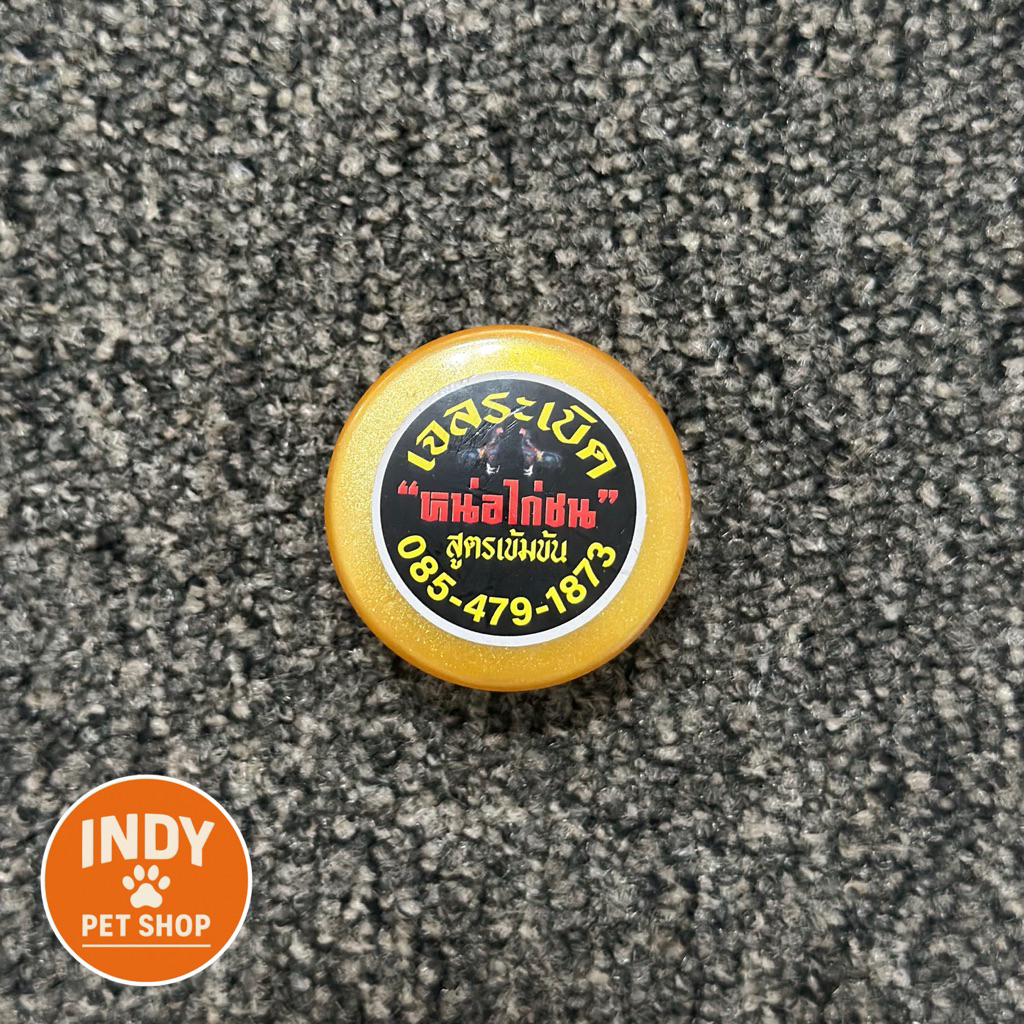 เจลระเบิด
“หน่อไก่ชน”
สูตรเข้มข้น
085-479-1873
INDY
PET SHOP